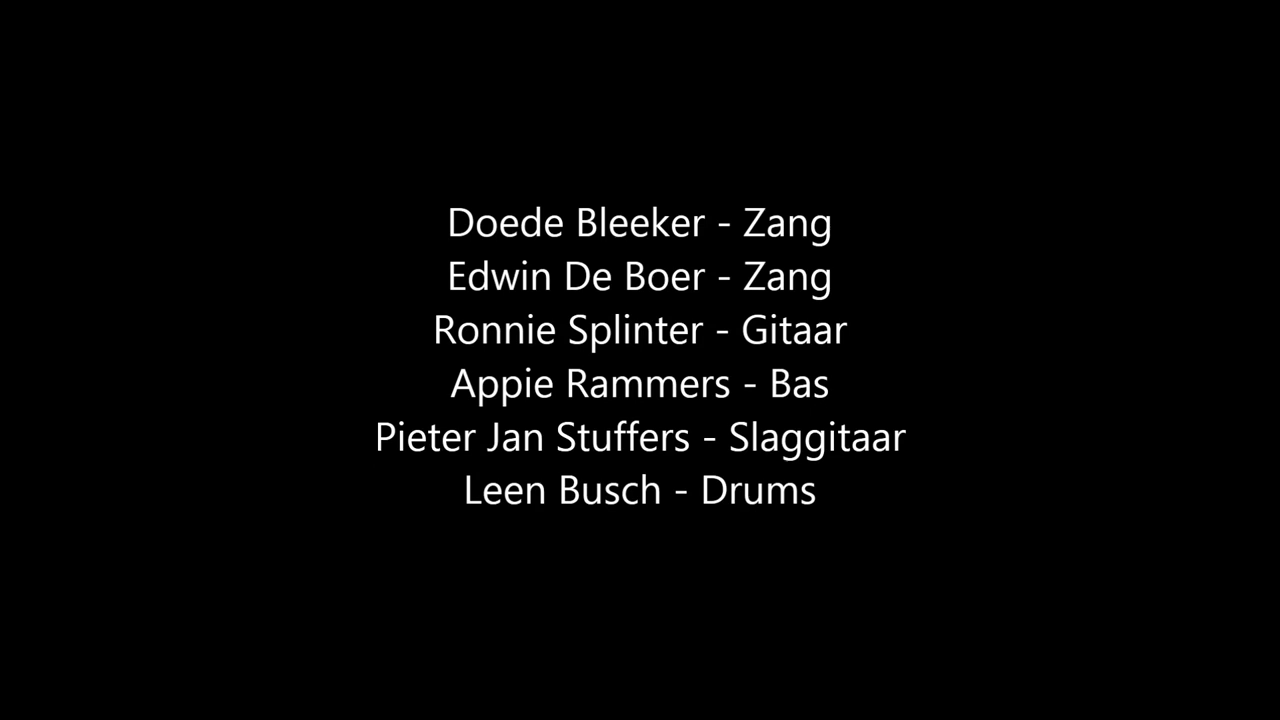 Doede Bleeker - Zang
Edwin De Boer - Zang
Ronnie Splinter - Gitaar
Appie Rammers - Bas
Pieter Jan Stuffers - Slaggitaar
Leen Busch - Drums